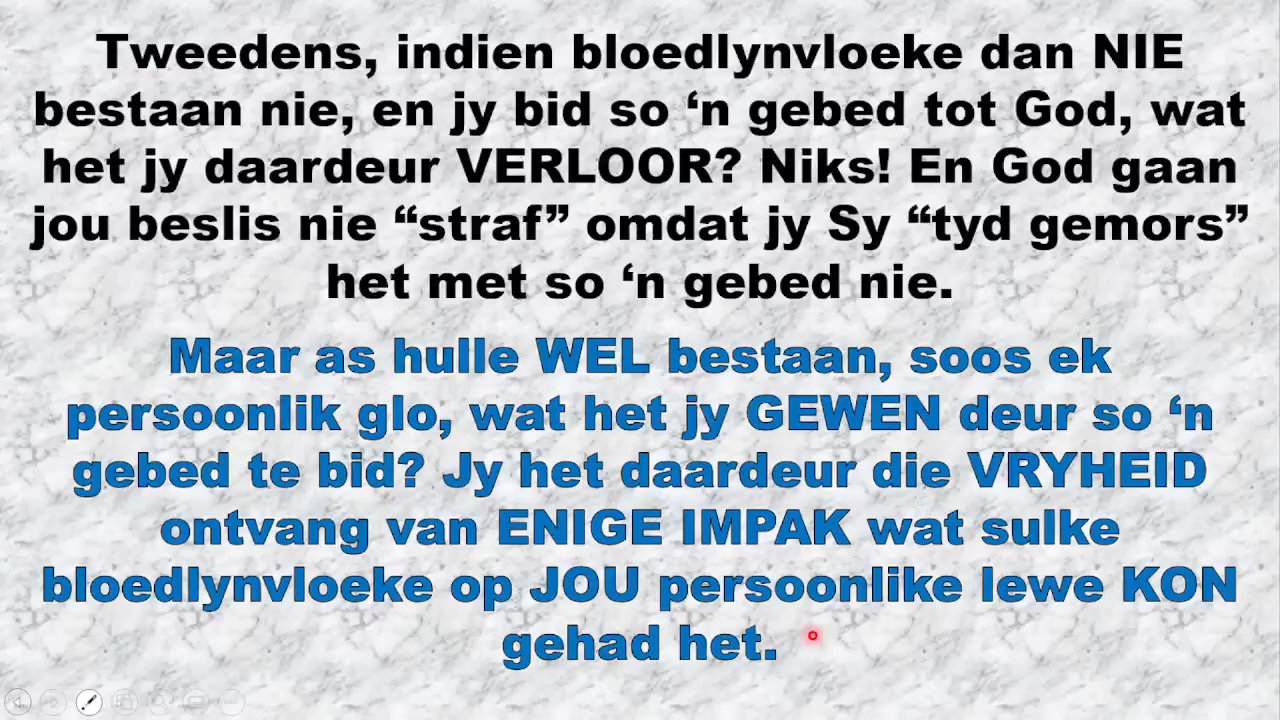 Tweedens, indien bloedlynvloeke dan NIE
bestaan nie, en jy bid so ‘n gebed tot God, wat
het jy daardeur VERLOOR? Niks! En God gaan
jou beslis nie “straf” omdat jy Sy “tyd gemors”
het met so ‘n gebed nie.
Maar as hulle WEL bestaan, soos ek
persoonlik glo, wat het jy GEWEN deur so ‘n
gebed te bid? Jy het daardeur die VRYHEID
ontvang van ENIGE IMPAK wat sulke
bloedlynvloeke op JOU persoonlike lewe KON
gehad het.